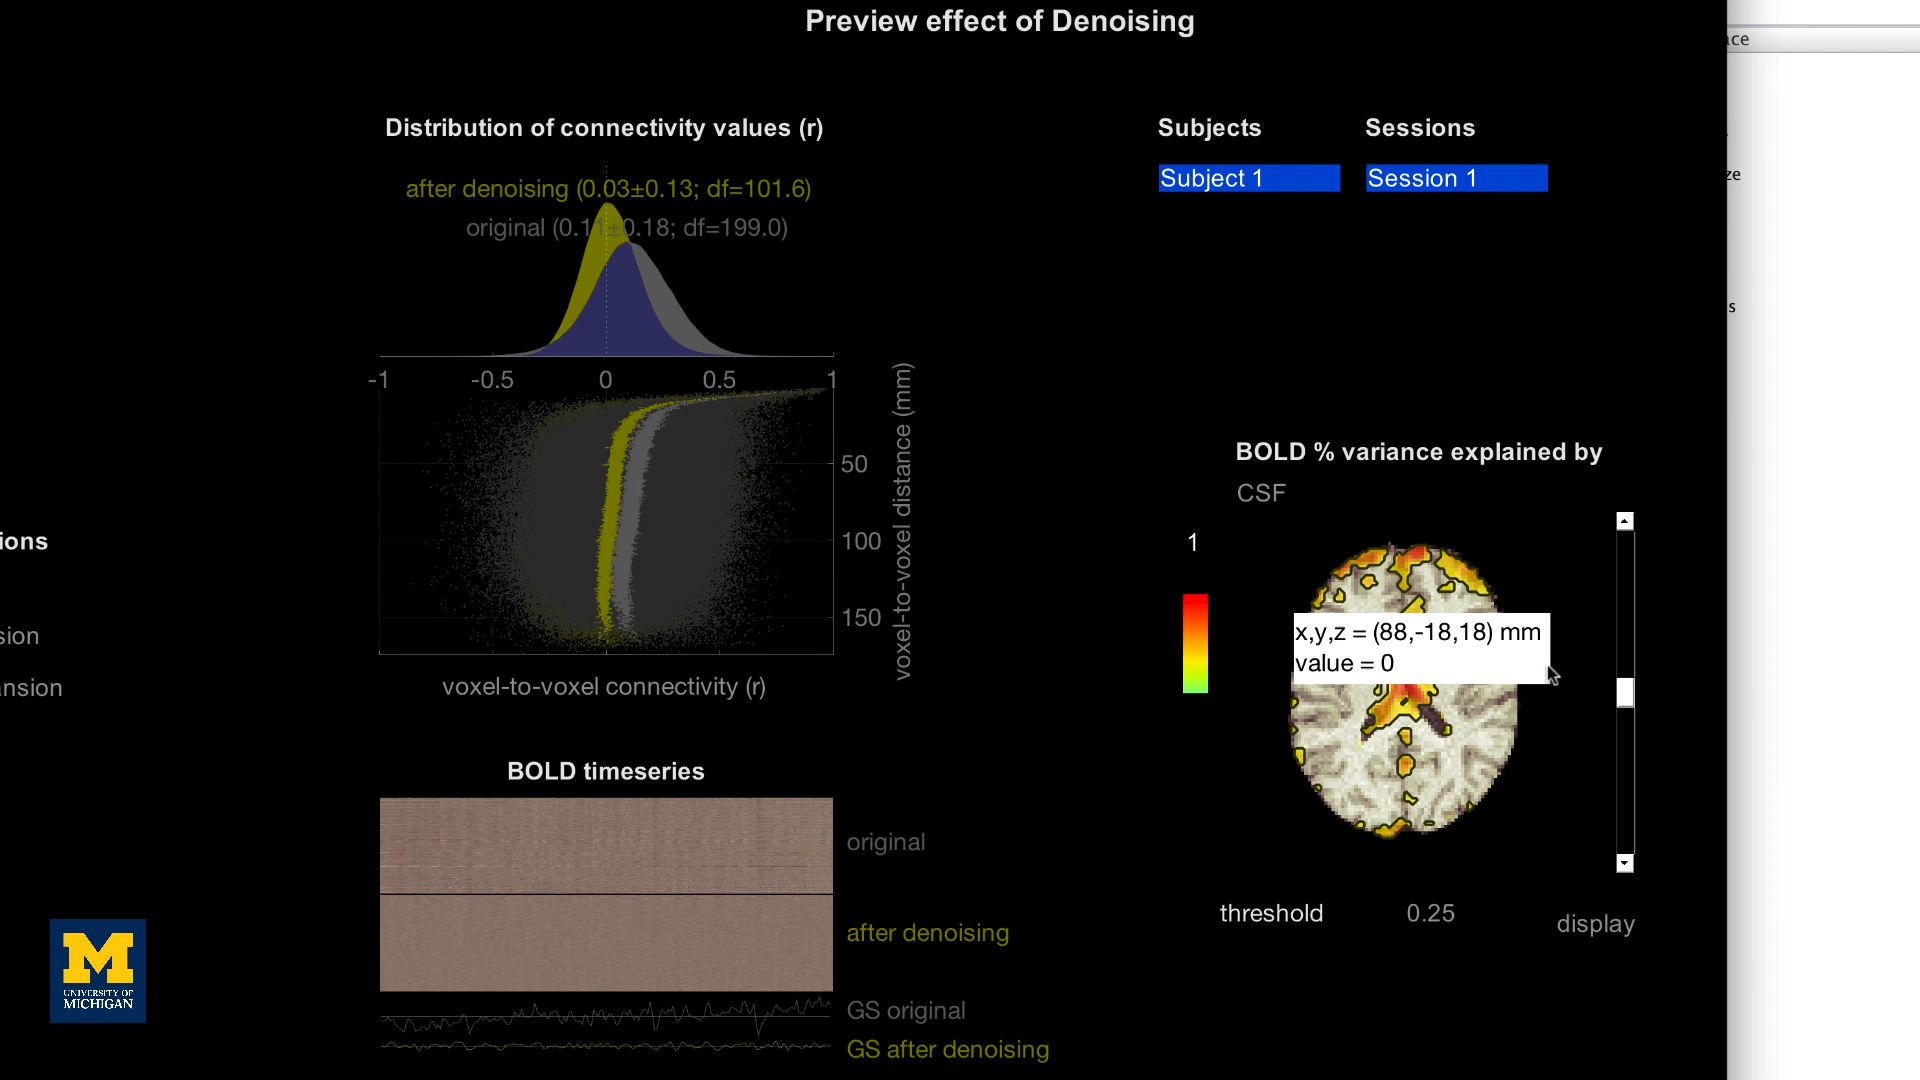 Preview effect of Denoising
ace
Distribution of connectivity values (r)
Subjects
Sessions
after denoising (0.03±0.13; df=101.6)
Subject 1
Session 1
ze
original (0.11±0.18; df=199.0)
s
-1
-0.5
0
0.5
1
BOLD % variance explained by
50
CSF
ions
100
voxel-to-voxel distance (mm)
1
150
x,y,z = (88,-18,18) mm
sion
value = 0
ansion
voxel-to-voxel connectivity (r)
BOLD timeseries
original
threshold
0.25
display
after denoising
M
UNIVERSITY OF
MICHIGAN
GS original
GS after denoising